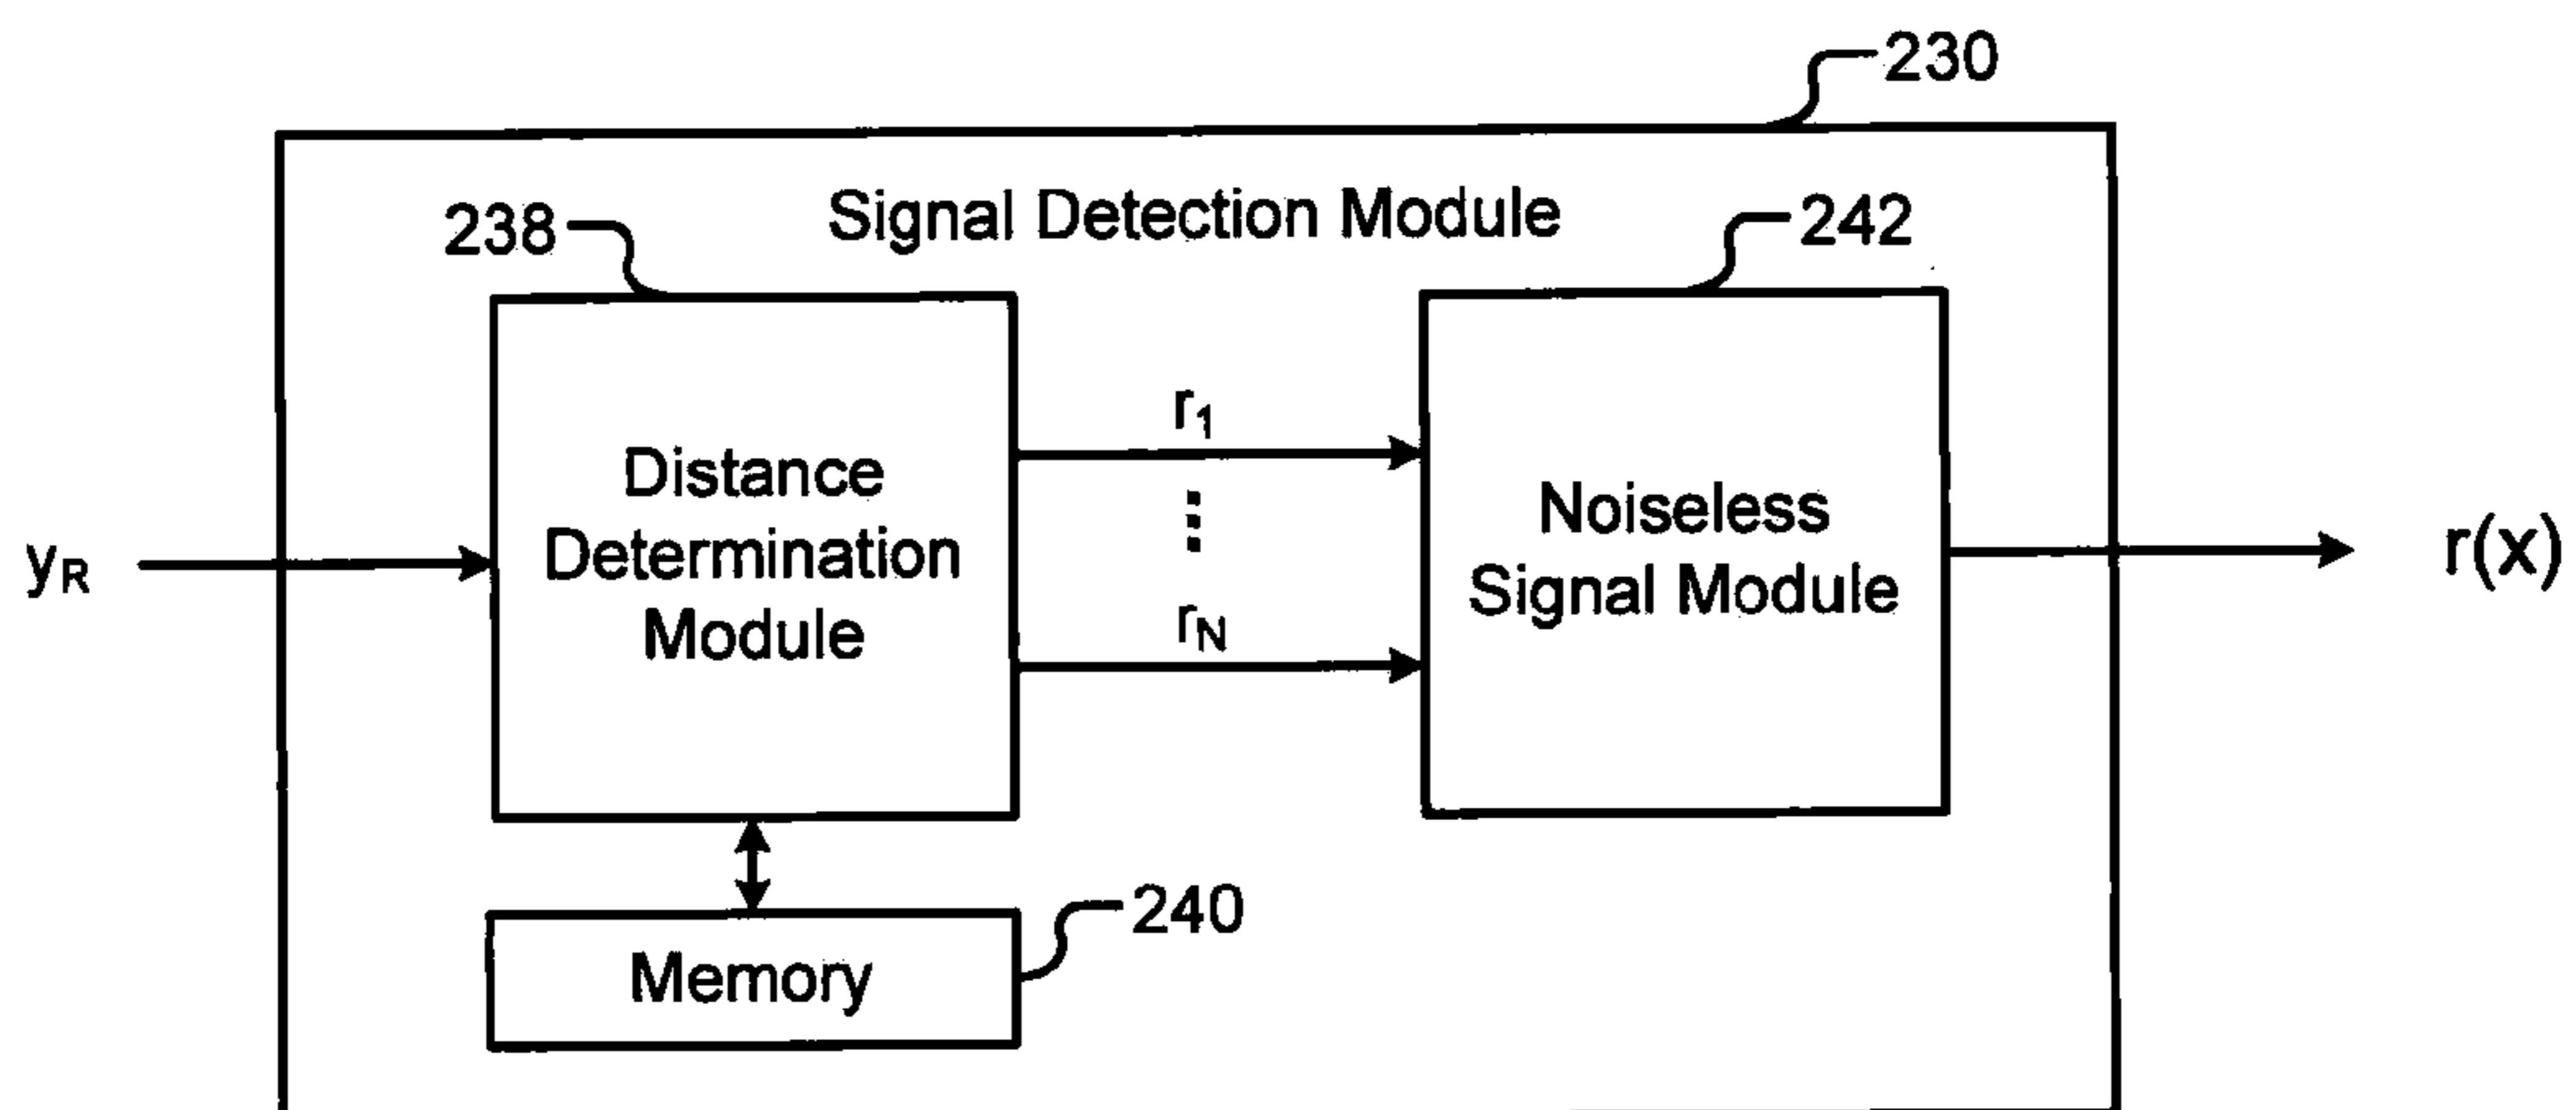 230
Signal Detection Module
238
242
r1
Distance
Determination
Module
Noiseless
Signal Module
yR
rN
r(x)
240
Memory